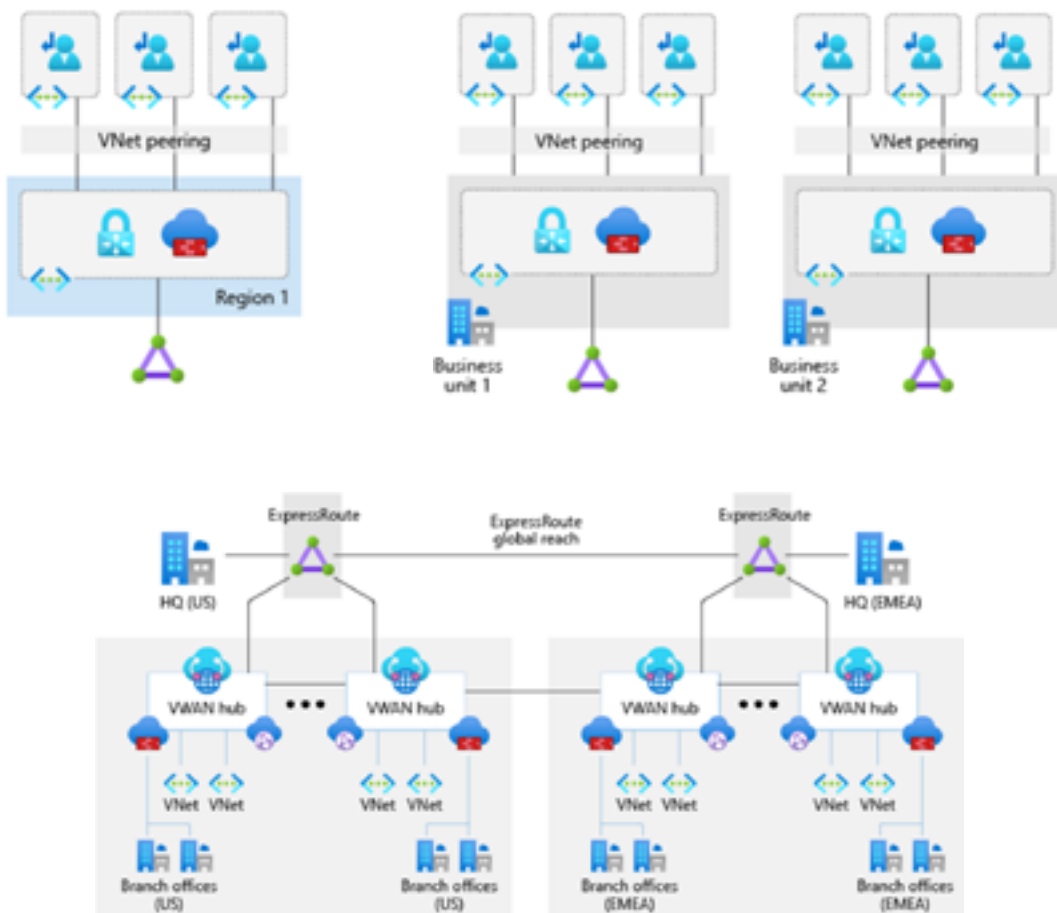 VNet peering
VNet peering
VNet peering
Region 1
Business
unit 1
Business
unit 2
ExpressRoute
ExpressRoute
global reach
ExpressRoute
HQ (US)
HQ (EMEA)
VWAN hub
VWAN hub
VWAN hub
VWAN hub
VNet
VNet
VNet
VNet
VNet
VNet
VNet
VNet
Branch offices
(US)
Branch offices
(US)
Branch offices
(EMEA)
Branch offices
(EMEA)